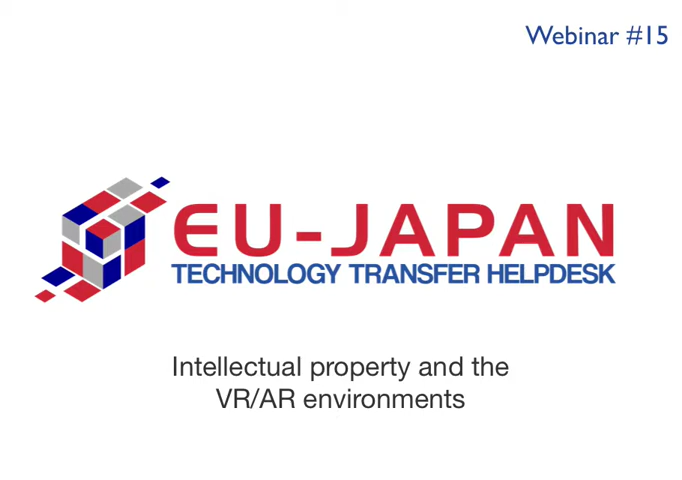 Webinar #15
EU-JAPAN
TECHNOLOGY TRANSFER HELPDESK
Intellectual property and the
VR/AR environments